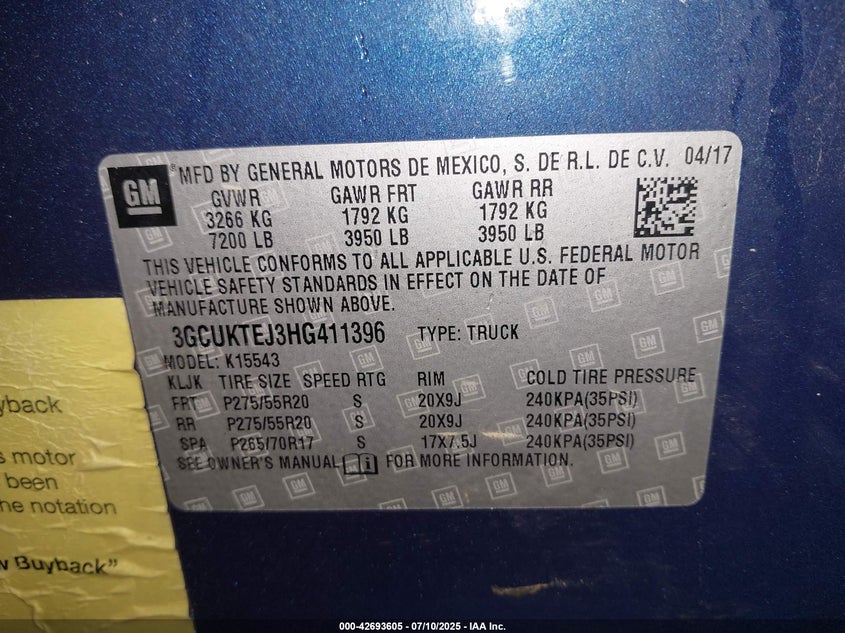 GM
MFD BY GENERAL MOTORS DE MEXICO, S. DE R.L. DE C.V. 04/17
GVWR GAWR FRT GAWR RR
3266 KG 1792 KG 1792 KG
7200 LB 3950 LB 3950 LB
THIS VEHICLE CONFORMS TO ALL APPLICABLE U.S. FEDERAL MOTOR
VEHICLE SAFETY STANDARDS IN EFFECT ON THE DATE OF
MANUFACTURE SHOWN ABOVE.
3GCUKTEJ3HG411396 TYPE: TRUCK
MODEL: K15543
KLJK TIRE SIZE SPEED RTG RIM COLD TIRE PRESSURE
FRT P275/55R20 S 20X9J 240KPA(35PSI)
RR P275/55R20 S 20X9J 240KPA(35PSI)
SPA P265/70R17 S 17X7.5J 240KPA(35PSI)
SEE OWNER'S MANUAL FOR MORE INFORMATION.
yback
s motor
been
he notation
w Buyback"
000-42693605 - 07/10/2025 - IAA Inc.